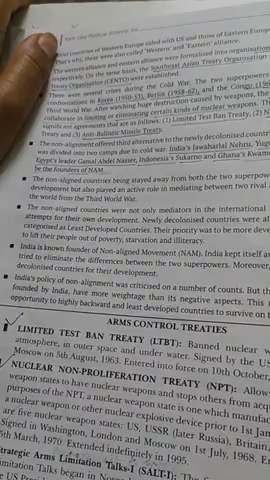 Most countries of Western Europe sided with US and those of Eastern Europe
That's why, there were also called 'Western' and 'Eastern' alliance.
The western alliance and eastern alliance were formalised into organisations
respectively. On the same basis, the Southeast Asian Treaty Organisation
Treaty Organisation (CENTO) were established.
There were several crises during the Cold War. The two superpowers
confrontations in Korea (1950-53), Berlin (1958-62), and the Congo (196
Third World War. After watching huge destruction caused by weapons, the
collaborate in limiting or eliminating certain kinds of nuclear weapons. Th
significant agreements that are as follows : (1) Limited Test Ban Treaty, (2) N
Treaty and (3) Anti-Ballistic Missile Treaty.
■ The non-alignment offered third alternative to the newly decolonised countri
was divided into two camps due to cold war. India's Jawaharlal Nehru, Yugo
Egypt's leader Gamal Abdel Nasser, Indonesia's Sukarno and Ghana's Kwame
be the founders of NAM.
■ The non aligned countries being stayed away from both the two superpow
development but also played an active role in mediating between two rival
the world from the Third World War.
■ The non-aligned countries were not only mediators in the international
attempts for their own development. Newly decolonised countries were al
categorised as Least Developed Countries. Their priority was to be more deve
to lift their people out of poverty, starvation and illiteracy.
■ India is known founder of Non-aligned Movement (NAM). India kept itself aw
tried to eliminate the differences between the two superpowers. Moreover,
decolonised countries for their development.
■ India's policy of non-alignment was criticised on a number of counts. But th
founded by India, have more weightage than its negative aspects. This
opportunity to highly backward and least developed countries to survive on t
ARMS CONTROL TREATIES
LIMITED TEST BAN TREATY (LTBT): Banned nuclear w
atmosphere, in outer space and under water. Signed by the US
Moscow on 5th August, 1963. Entered into force on 10th October,
NUCLEAR NON-PROLIFERATION TREATY (NPT): Allow
weapon states to have nuclear weapons and stops others from acqu
purposes of the NPT, a nuclear weapon state is one which manufac
a nuclear weapon or other nuclear explosive device prior to 1st Jan
are five nuclear weapon states: US, USSR (later Russia), Britain,
Signed in Washington, London and Moscow on 1st July, 1968. En
5th March, 1970. Extended indefinitely in 1995.
Strategic Arms Limitation Talks-I (SALT-I): The
Limitation Talks began in Nove